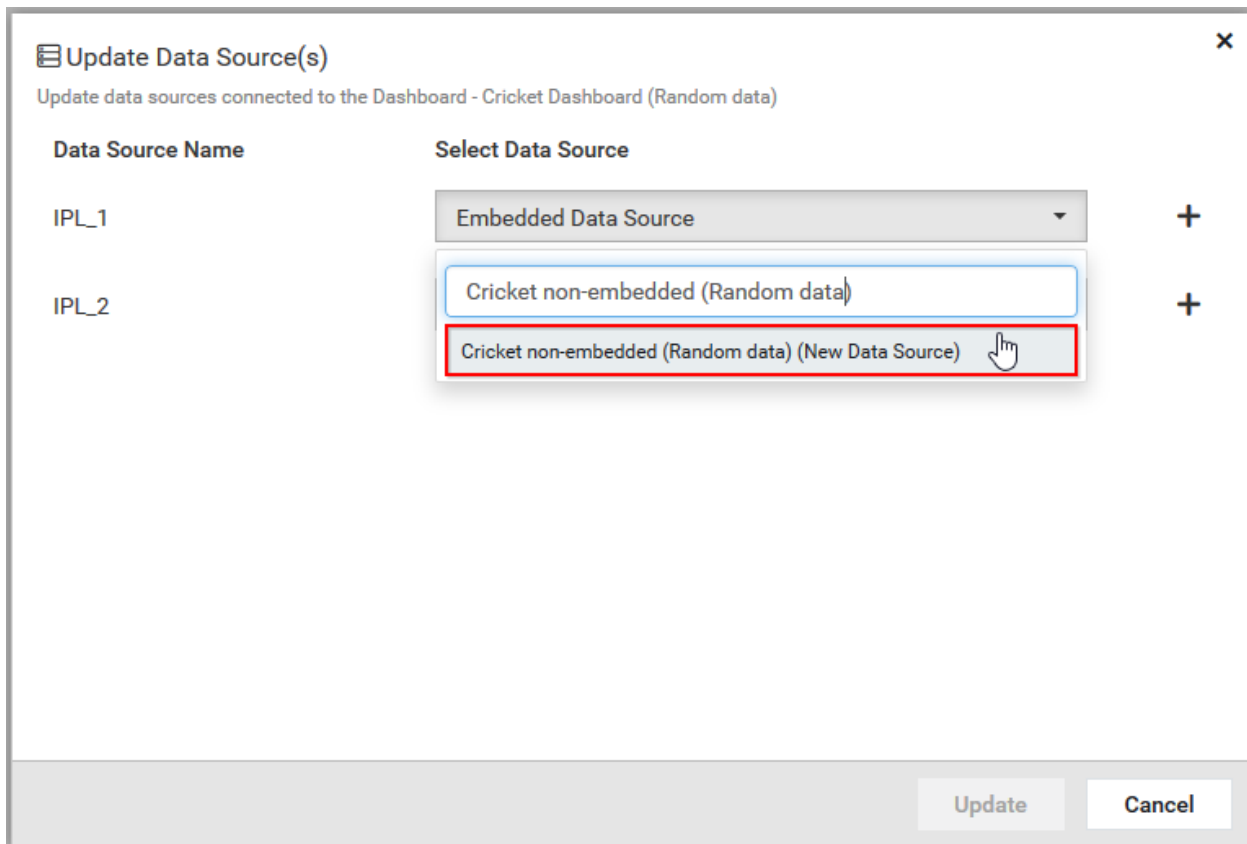 Update Data Source(s)
Update data sources connected to the Dashboard - Cricket Dashboard (Random data)
Data Source Name Select Data Source
IPL_1 Embedded Data Source
Cricket non-embedded (Random data)
IPL_2
Cricket non-embedded (Random data) (New Data Source)
Update Cancel